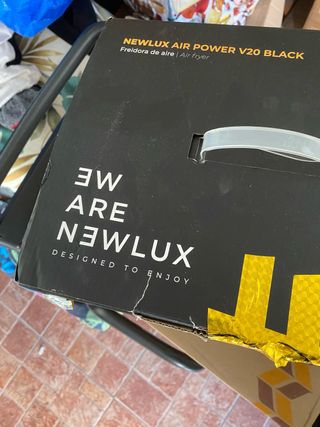 NEWLUX AIR POWER V20 BLACK
Freidora de aire | Air fryer
ƎW
ARE
NƎWLUX
DESIGNED TO ENJOY